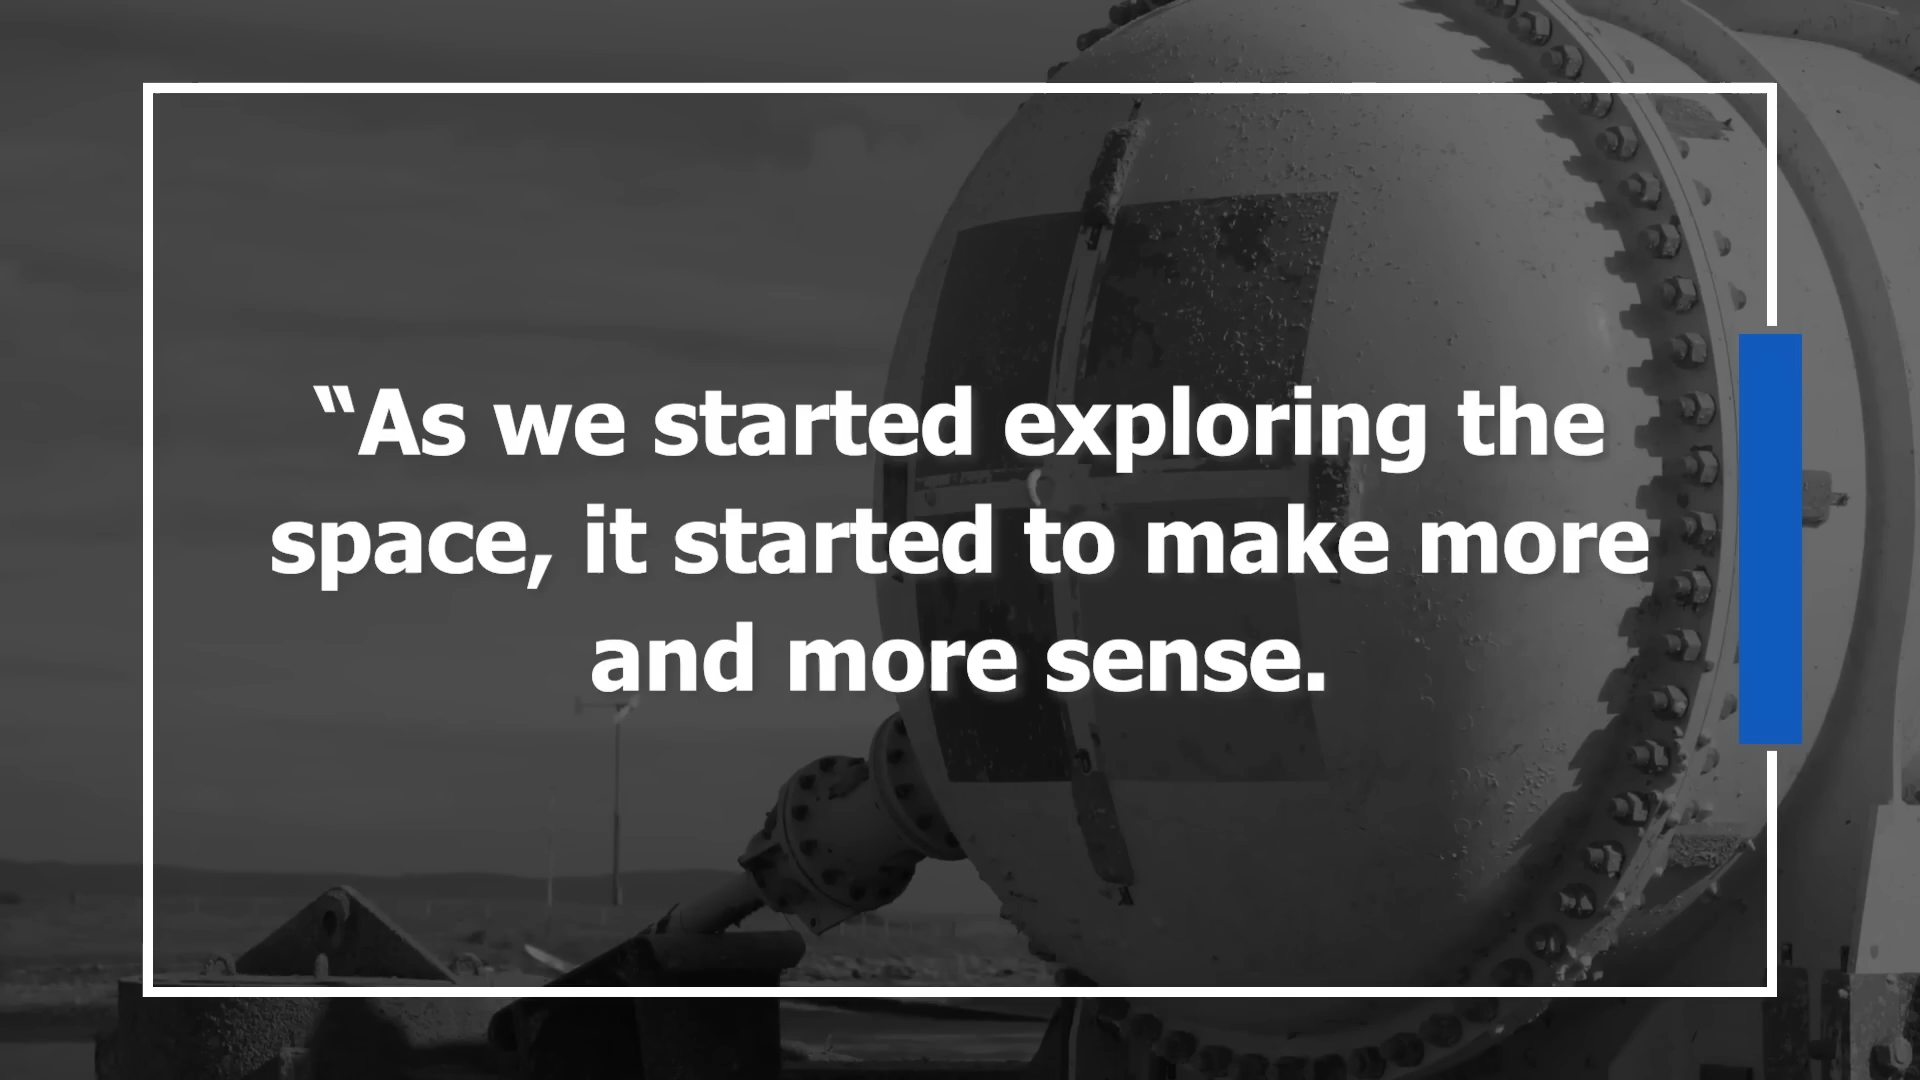 “As we started exploring the
space, it started to make more
and more sense.